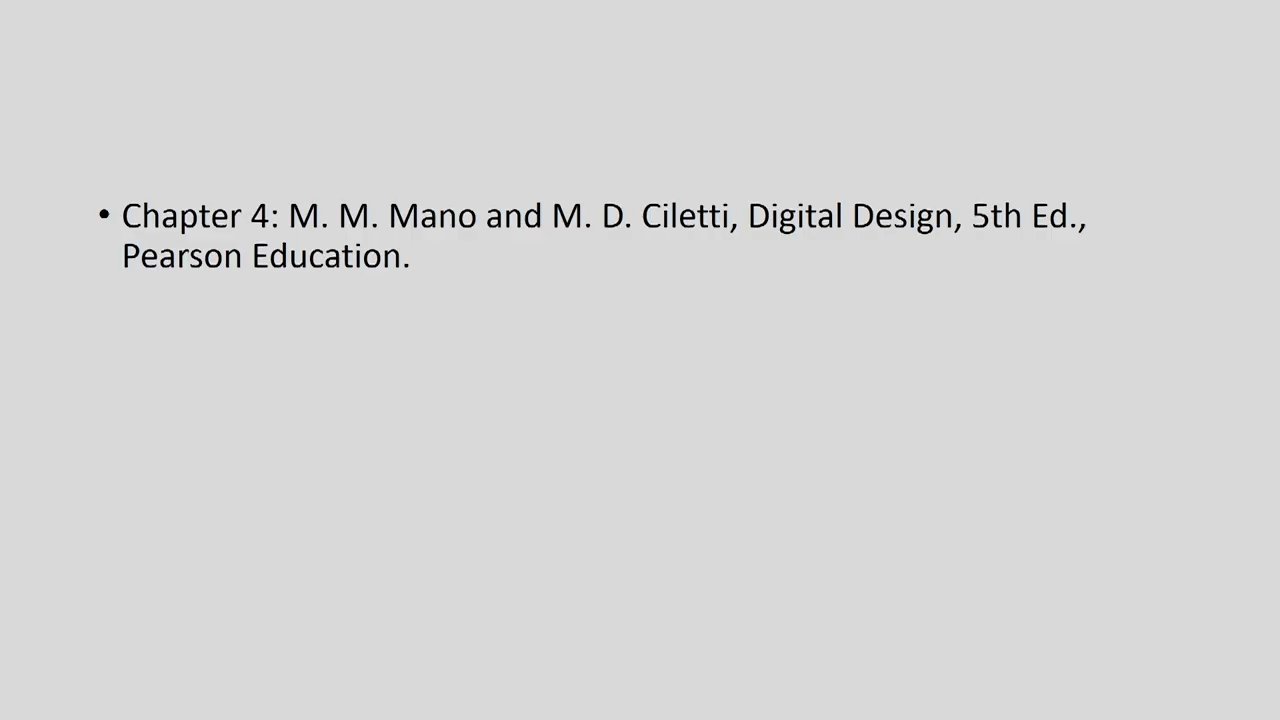 • Chapter 4: M. M. Mano and M. D. Ciletti, Digital Design, 5th Ed.,
Pearson Education.